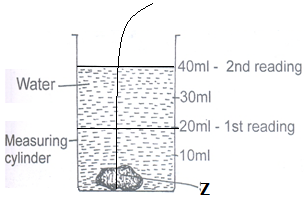 40ml - 2nd reading
Water
30ml
20ml - 1st reading
Measuring
cylinder
10ml
Z